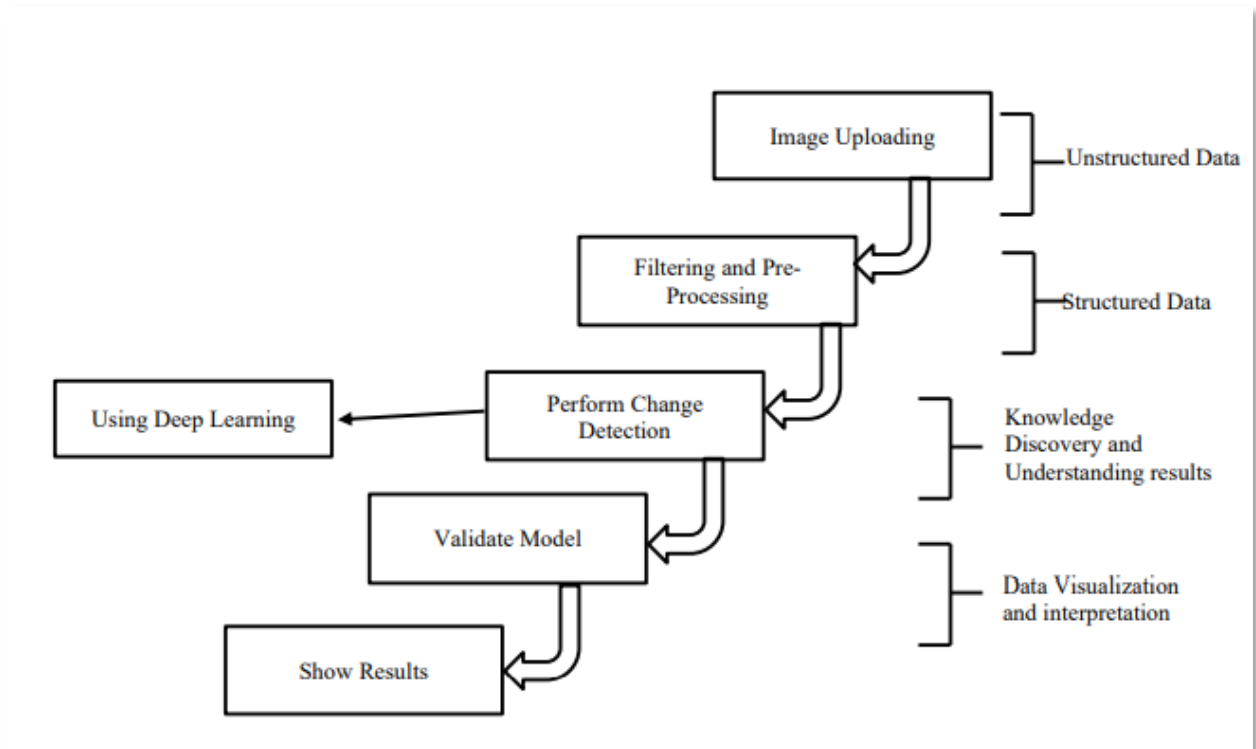 Image Uploading
Unstructured Data
Filtering and Pre-
Processing
Structured Data
Using Deep Learning
Perform Change
Detection
Knowledge
Discovery and
Understanding results
Validate Model
Data Visualization
and interpretation
Show Results